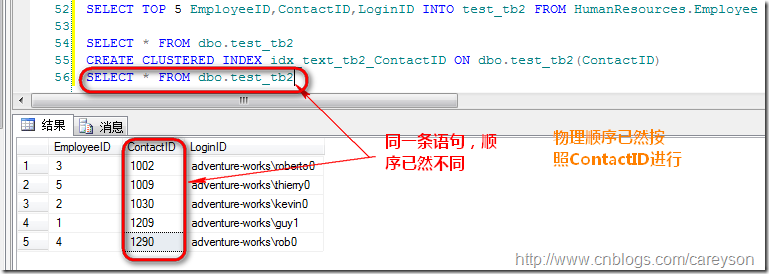 52 SELECT TOP 5 EmployeeID,ContactID,LoginID INTO test_tb2 FROM HumanResources.Employee
53
54 SELECT * FROM dbo.test_tb2
55 CREATE CLUSTERED INDEX idx_text_tb2_ContactID ON dbo.test_tb2(ContactID)
56 SELECT * FROM dbo.test_tb2
结果 消息
EmployeeID ContactID LoginID
1 3 1002 adventure-works\roberto0
2 5 1009 adventure-works\thierry0
3 2 1030 adventure-works\kevin0
4 1 1209 adventure-works\guy1
5 4 1290 adventure-works\rob0
同一条语句，顺
序已然不同
物理顺序已然按
照ContactID进行
http://www.cnblogs.com/careyson